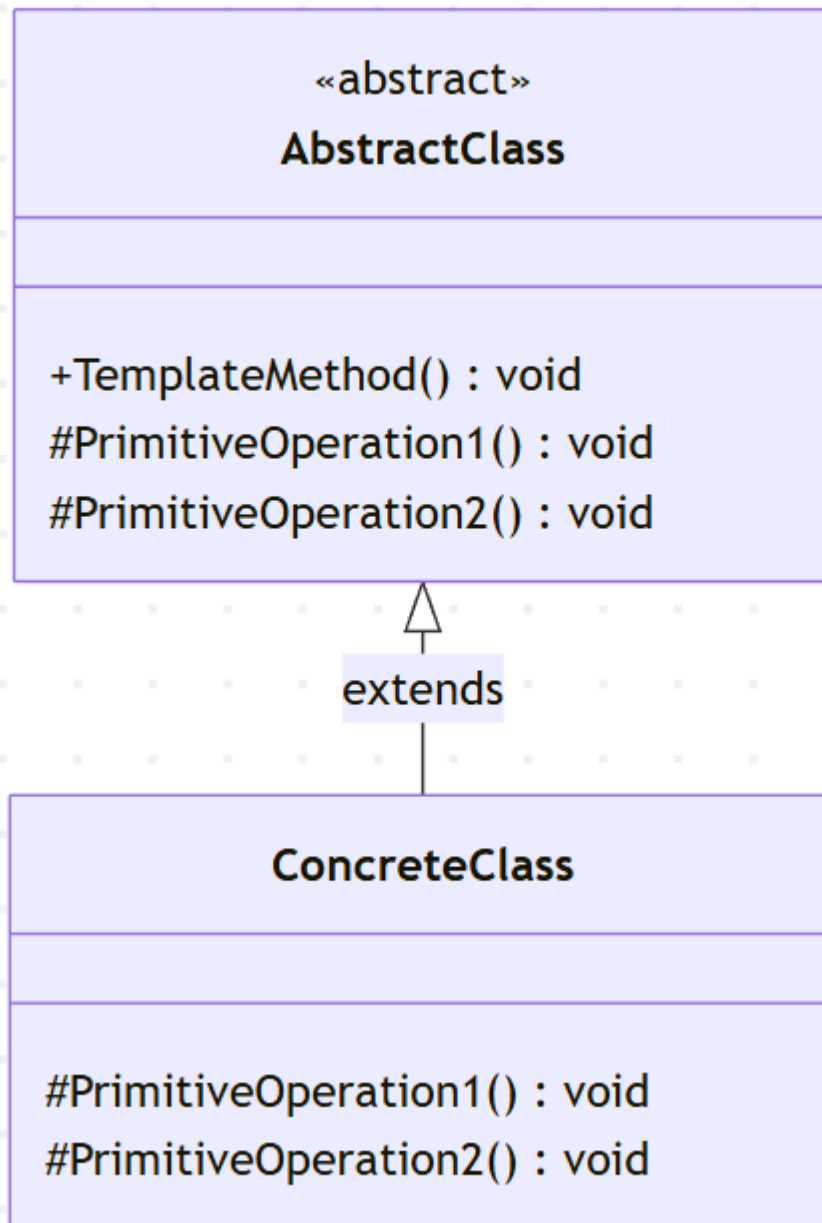 «abstract»
AbstractClass
+TemplateMethod() : void
#PrimitiveOperation1() : void
#PrimitiveOperation2() : void
extends
ConcreteClass
#PrimitiveOperation1() : void
#PrimitiveOperation2() : void